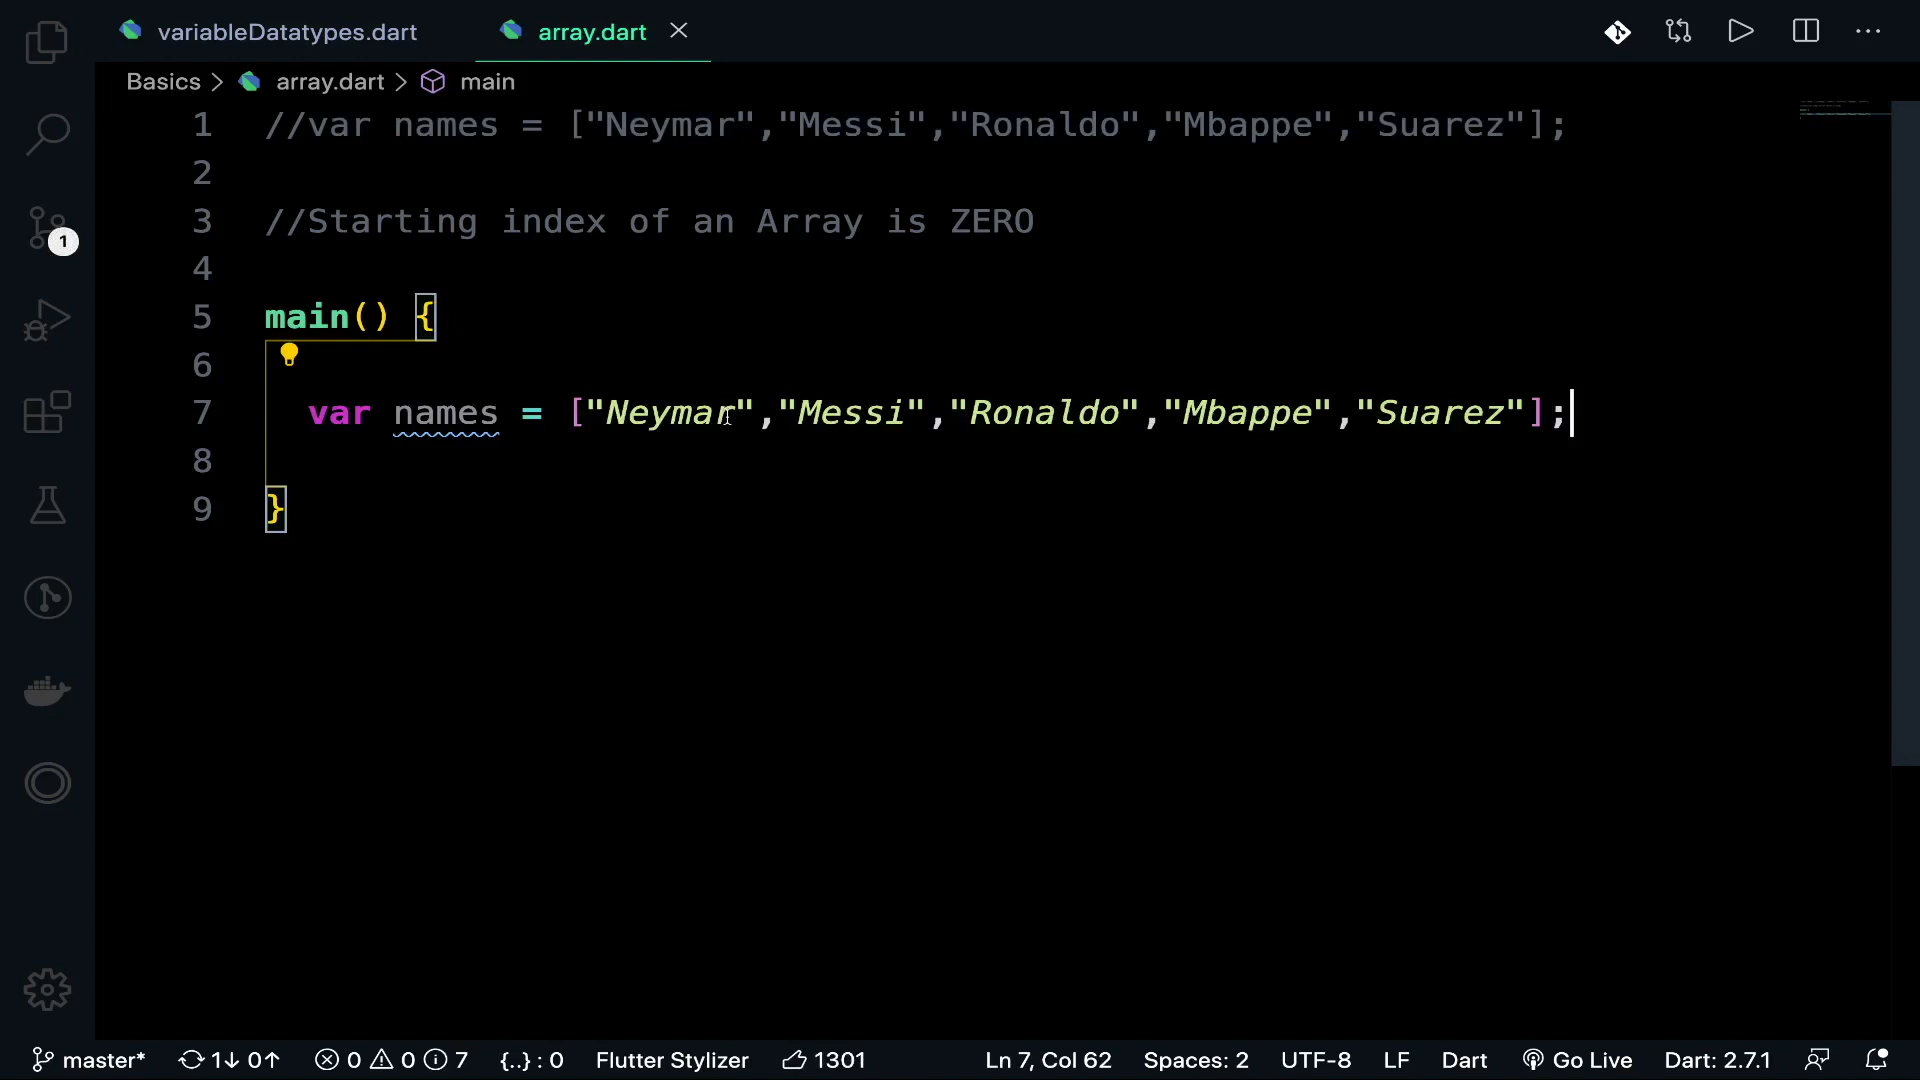 variableDatatypes.dart array.dart
Basics > array.dart > main
1 //var names = ["Neymar","Messi","Ronaldo","Mbappe","Suarez"];
2
3 //Starting index of an Array is ZERO
4
5 main() {
6
7 var names = ["Neymar","Messi","Ronaldo","Mbappe","Suarez"];
8
9 }
1
master* 1↓ 0↑ 0 0 7 {..} : 0 Flutter Stylizer 1301 Ln 7, Col 62 Spaces: 2 UTF-8 LF Dart Go Live Dart: 2.7.1